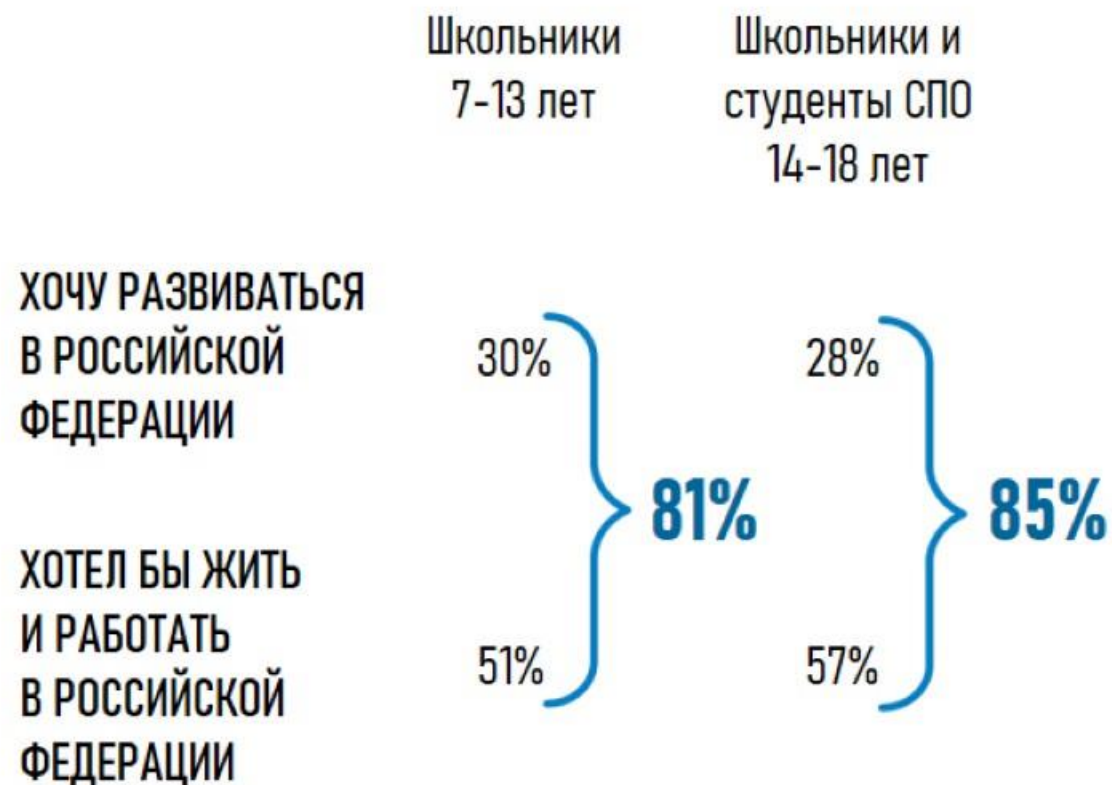 Школьники
7-13 лет
Школьники и
студенты СПО
14-18 лет
ХОЧУ РАЗВИВАТЬСЯ
В РОССИЙСКОЙ
ФЕДЕРАЦИИ
30%
28%
81%
85%
ХОТЕЛ БЫ ЖИТЬ
И РАБОТАТЬ
В РОССИЙСКОЙ
ФЕДЕРАЦИИ
51%
57%